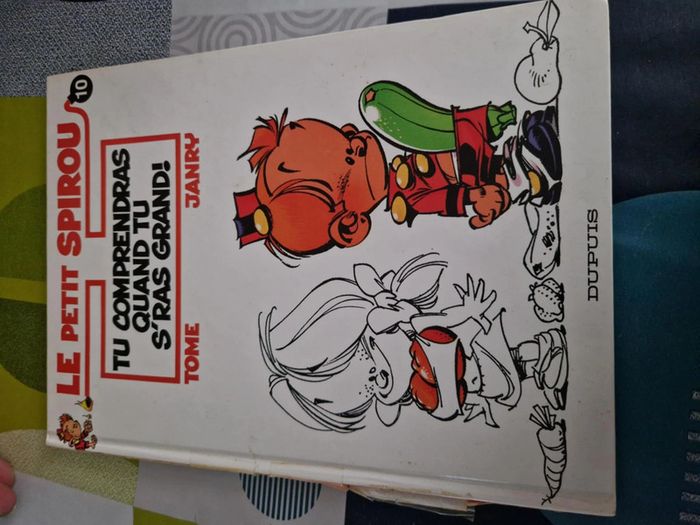 LE PETIT SPIROU
10
TU COMPRENDRAS
QUAND TU
S'RAS GRAND!
TOME JANRY
DUPUIS